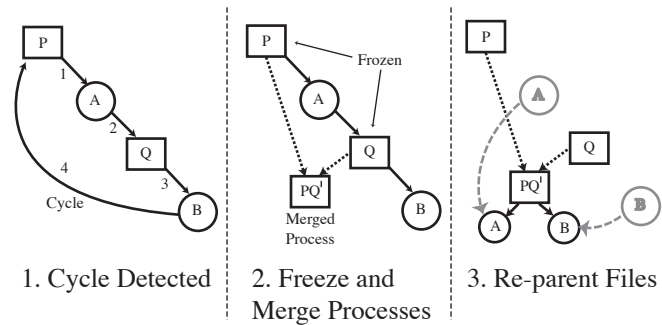 P
1
A
2
Q
3
4
Cycle
B
1. Cycle Detected
P
Frozen
A
Q
PQ'
Merged
Process
B
2. Freeze and
Merge Processes
P
A
Q
PQ'
B
A
B
3. Re-parent Files